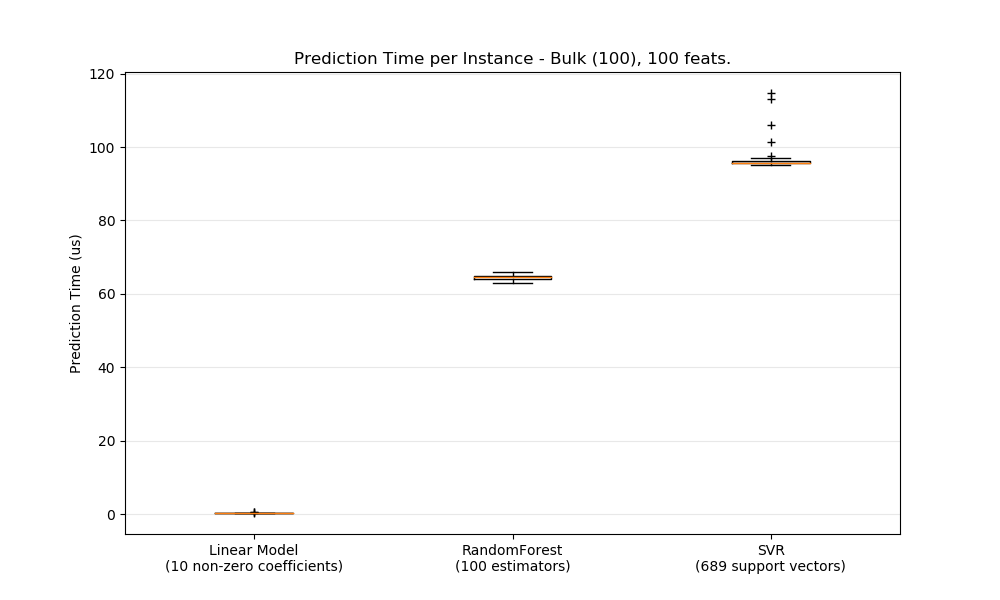 Prediction Time per Instance - Bulk (100), 100 feats.
120
100
80
60
40
20
0
Prediction Time (us)
Linear Model
(10 non-zero coefficients)
RandomForest
(100 estimators)
SVR
(689 support vectors)